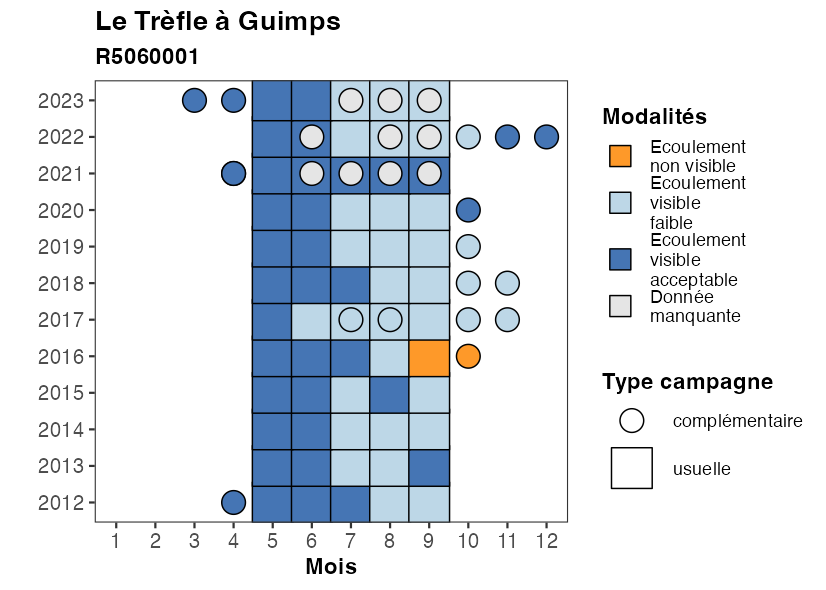 Le Trèfle à Guimps
R5060001
2023
2022
2021
2020
2019
2018
2017
2016
2015
2014
2013
2012
1 2 3 4 5 6 7 8 9 10 11 12
Mois
Modalités
Ecoulement
non visible
Ecoulement
visible
faible
Ecoulement
visible
acceptable
Donnée
manquante
Type campagne
complémentaire
usuelle